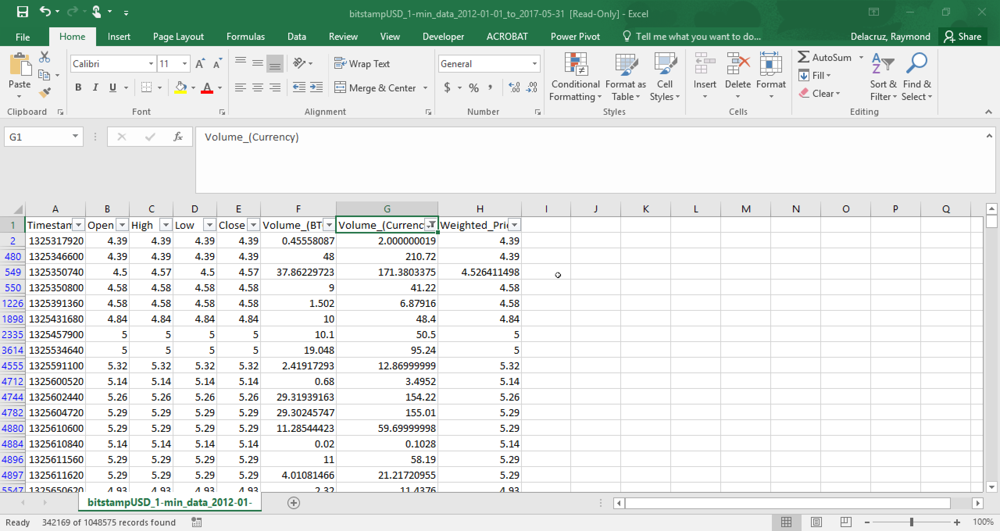 bitstampUSD_1-min_data_2012-01-01_to_2017-05-31 [Read-Only] - Excel
File Home Insert Page Layout Formulas Data Review View Developer ACROBAT Power Pivot Tell me what you want to do... Delacruz, Raymond Share
Paste
Clipboard
Calibri 11
B I U
Font
Wrap Text
Merge & Center
Alignment
General
$ % ,
Number
Conditional Formatting
Format as Table
Cell Styles
Styles
Insert Delete Format
Cells
AutoSum
Fill
Clear
Sort & Filter
Find & Select
Editing
G1 fx Volume_(Currency)
A B C D E F G H I J K L M N O P Q
1 Timestam Open High Low Close Volume_(BT Volume_(Currenc Weighted_Pri
2 1325317920 4.39 4.39 4.39 4.39 0.45558087 2.000000019 4.39
480 1325346600 4.39 4.39 4.39 4.39 48 210.72 4.39
549 1325350740 4.5 4.57 4.5 4.57 37.86229723 171.3803375 4.526411498
550 1325350800 4.58 4.58 4.58 4.58 9 41.22 4.58
1226 1325391360 4.58 4.58 4.58 4.58 1.502 6.87916 4.58
1898 1325431680 4.84 4.84 4.84 4.84 10 48.4 4.84
2335 1325457900 5 5 5 5 10.1 50.5 5
3614 1325534640 5 5 5 5 19.048 95.24 5
4555 1325591100 5.32 5.32 5.32 5.32 2.41917293 12.86999999 5.32
4712 1325600520 5.14 5.14 5.14 5.14 0.68 3.4952 5.14
4744 1325602440 5.26 5.26 5.26 5.26 29.31939163 154.22 5.26
4782 1325604720 5.29 5.29 5.29 5.29 29.30245747 155.01 5.29
4880 1325610600 5.29 5.29 5.29 5.29 11.28544423 59.69999998 5.29
4884 1325610840 5.14 5.14 5.14 5.14 0.02 0.1028 5.14
4896 1325611560 5.29 5.29 5.29 5.29 11 58.19 5.29
4897 1325611620 5.29 5.29 5.29 5.29 4.01081466 21.21720955 5.29
5547 1325650620 4.93 4.93 4.93 4.93 2.32 11.4376 4.93
bitstampUSD_1-min_data_2012-01-
Ready 342169 of 1048575 records found 100%